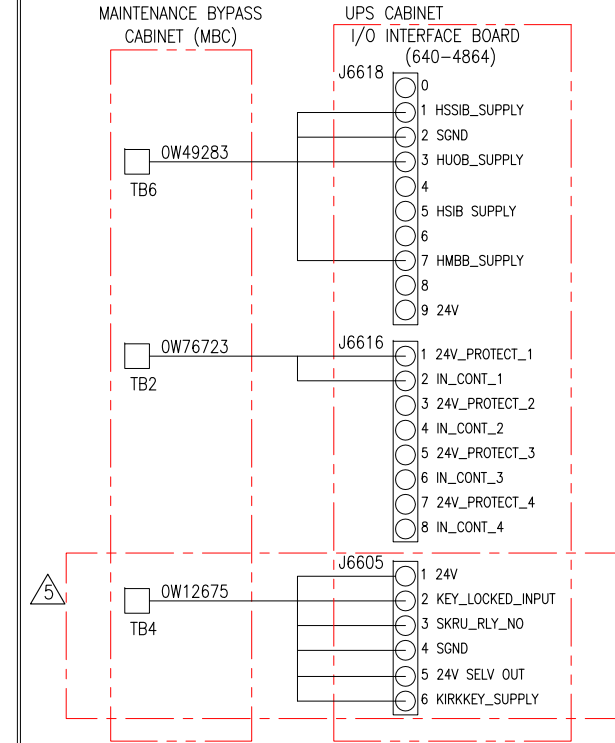 MAINTENANCE BYPASS
CABINET (MBC)
UPS CABINET
I/O INTERFACE BOARD
(640-4864)
J6618
0
1 HSSIB_SUPPLY
2 SGND
3 HUOB_SUPPLY
4
5 HSIB SUPPLY
6
7 HMBB_SUPPLY
8
9 24V
0W49283
TB6
J6616
1 24V_PROTECT_1
2 IN_CONT_1
3 24V_PROTECT_2
4 IN_CONT_2
5 24V_PROTECT_3
6 IN_CONT_3
7 24V_PROTECT_4
8 IN_CONT_4
0W76723
TB2
J6605
1 24V
2 KEY_LOCKED_INPUT
3 SKRU_RLY_NO
4 SGND
5 24V SELV OUT
6 KIRKKEY_SUPPLY
5
0W12675
TB4